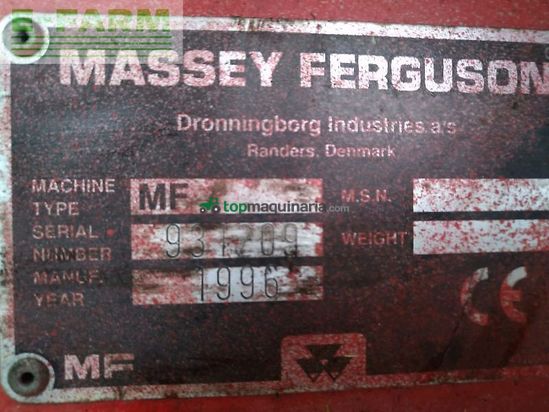 E-FARM
MASSEY FERGUSON
Dronningborg Industries a/s
Randers, Denmark
MACHINE TYPE MF
M.S.N.
SERIAL NUMBER
WEIGHT
MANUF. YEAR 1996
topmaquinaria.com
CE
MF